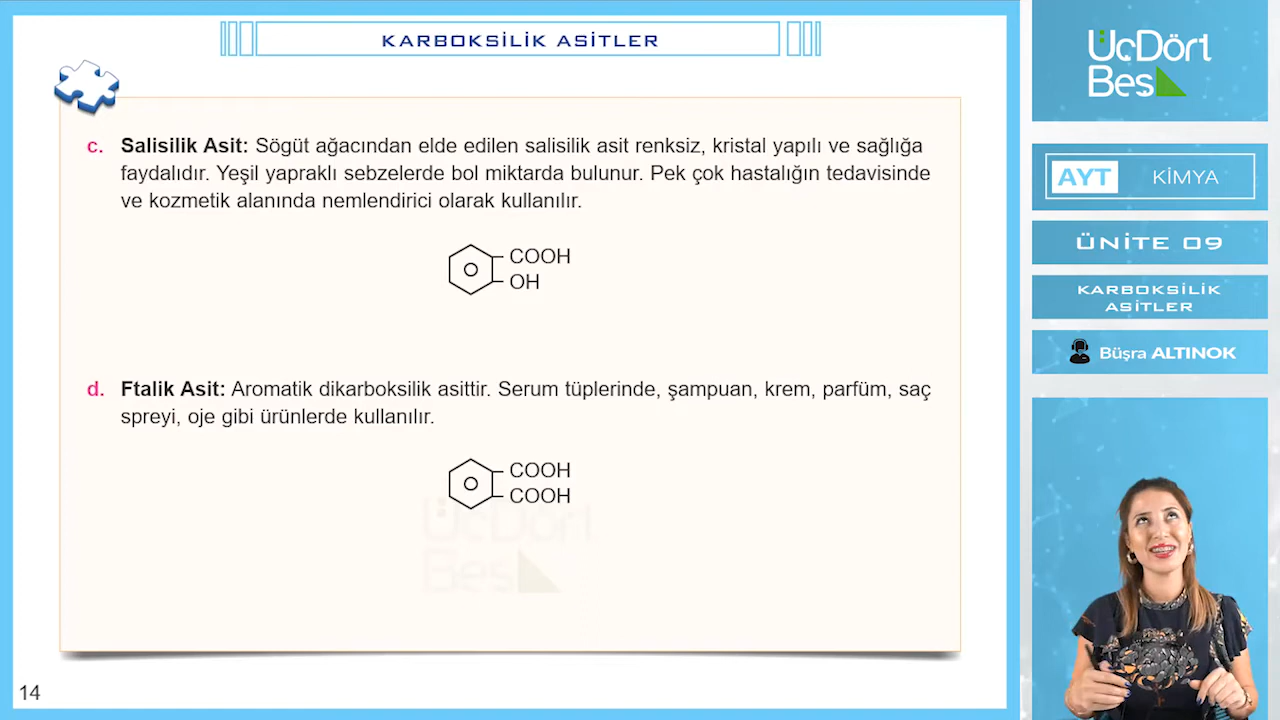 KARBOKSİLİK ASİTLER
c. Salisilik Asit: Sögüt ağacından elde edilen salisilik asit renksiz, kristal yapılı ve sağlığa
faydalıdır. Yeşil yapraklı sebzelerde bol miktarda bulunur. Pek çok hastalığın tedavisinde
ve kozmetik alanında nemlendirici olarak kullanılır.
COOH
OH
d. Ftalik Asit: Aromatik dikarboksilik asittir. Serum tüplerinde, şampuan, krem, parfüm, saç
spreyi, oje gibi ürünlerde kullanılır.
COOH
COOH
ÜçDört
Beş
14
ÜçDört
Beş
AYT KİMYA
ÜNİTE 09
KARBOKSİLİK
ASİTLER
Büşra ALTINOK